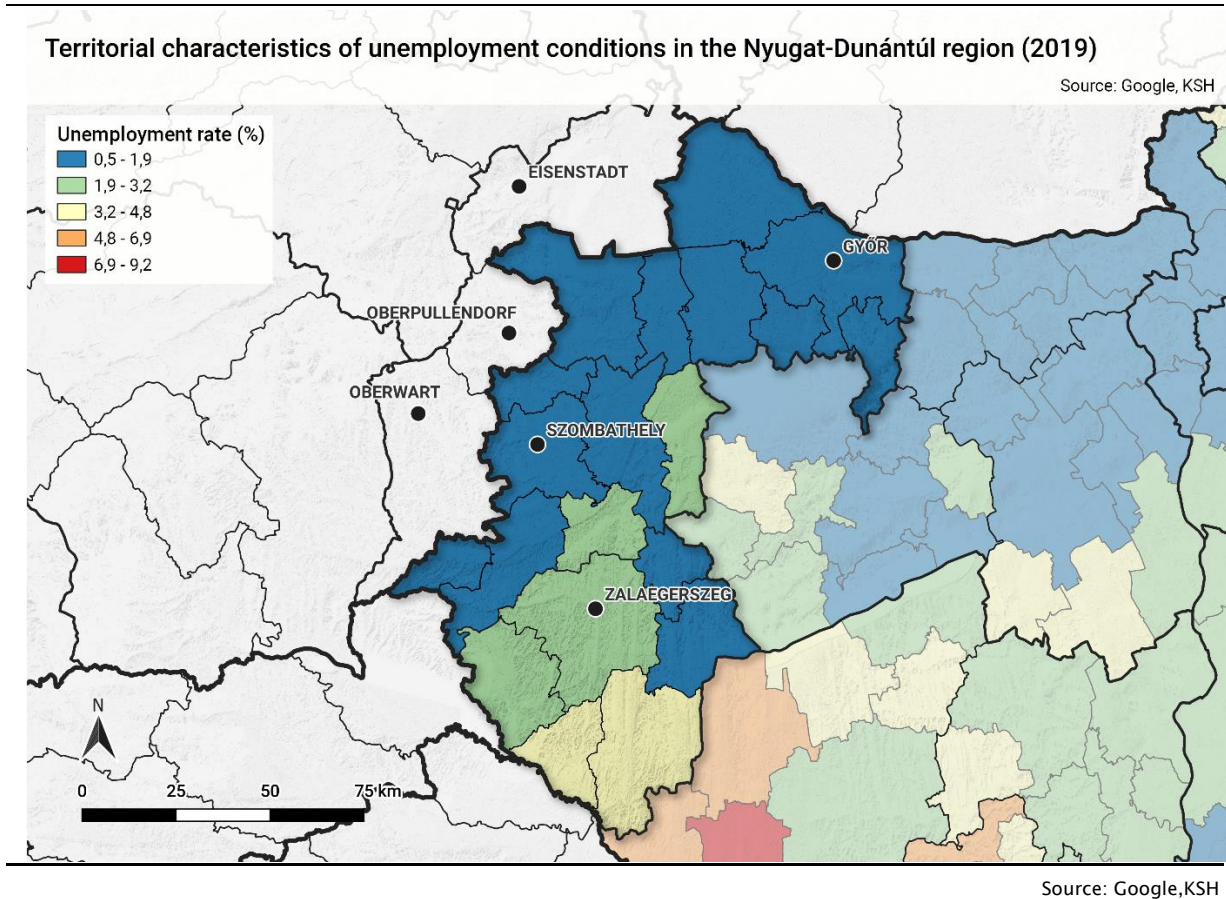 Territorial characteristics of unemployment conditions in the Nyugat-Dunántúl region (2019)
Source: Google, KSH
Unemployment rate (%)
0,5 - 1,9
1,9 - 3,2
3,2 - 4,8
4,8 - 6,9
6,9 - 9,2
EISENSTADT
GYŐR
OBERPULLENDORF
OBERWART
SZOMBATHELY
ZALAEGERSZEG
N
0 25 50 75 km
Source: Google,KSH